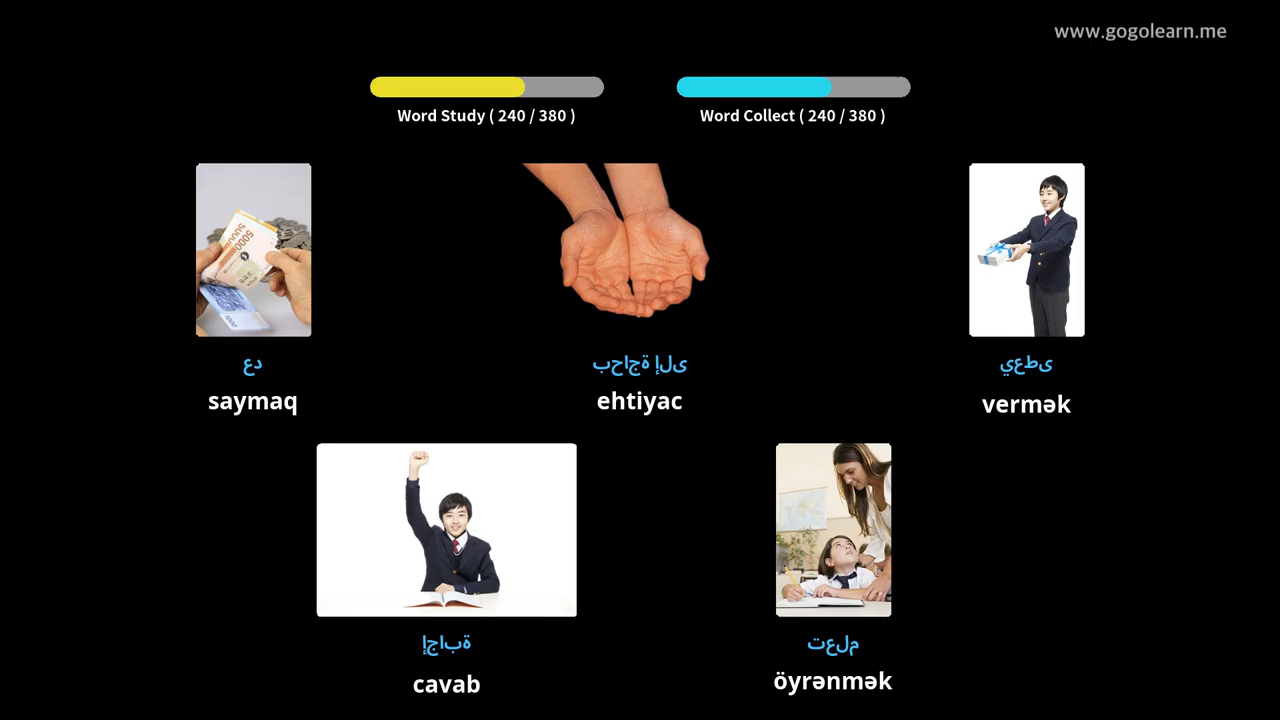 www.gogolearn.me
Word Study ( 240 / 380 )
Word Collect ( 240 / 380 )
عد
saymaq
بحاجة إلى
ehtiyac
يعطى
vermək
إجابة
cavab
تعلم
öyrənmək